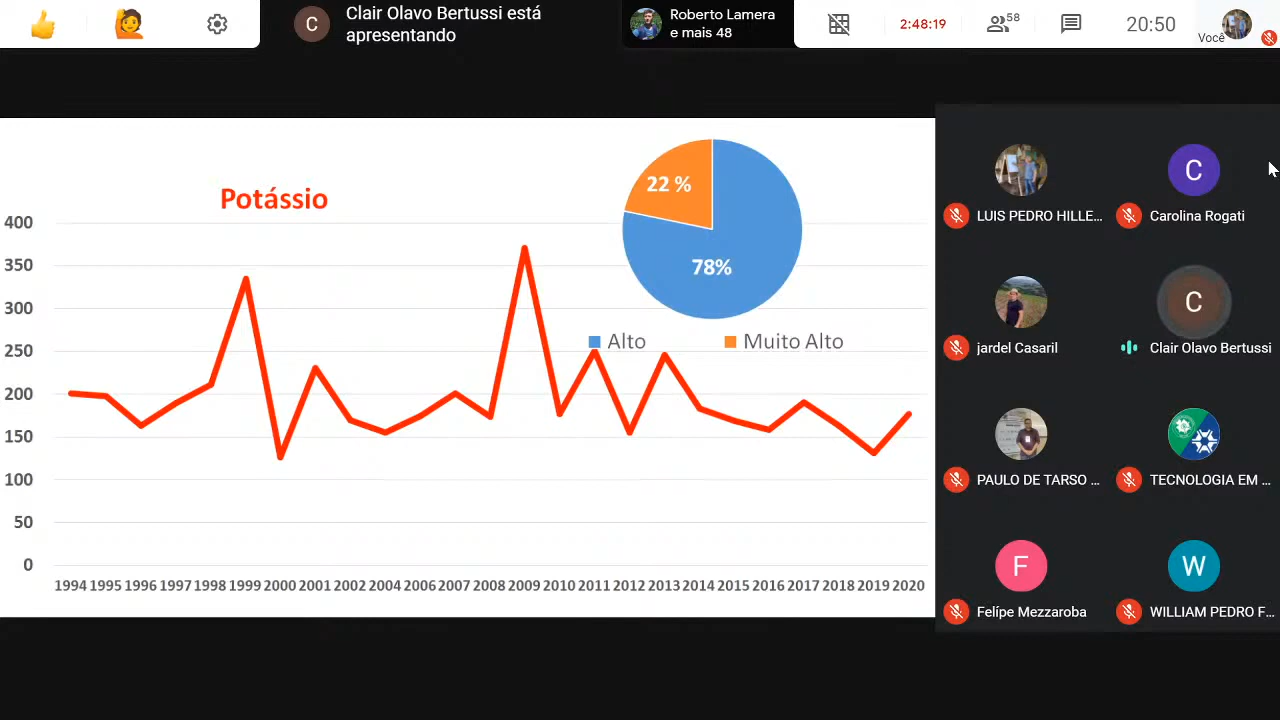 Clair Olavo Bertussi está
apresentando
Roberto Lamera
e mais 48
2:48:19
58
20:50
Você
Potássio
400
350
300
250
200
150
100
50
0
1994 1995 1996 1997 1998 1999 2000 2001 2002 2004 2006 2007 2008 2009 2010 2011 2012 2013 2014 2015 2016 2017 2018 2019 2020
22 %
78%
Alto
Muito Alto
LUIS PEDRO HILLE...
C
Carolina Rogati
jardel Casaril
C
Clair Olavo Bertussi
PAULO DE TARSO ...
TECNOLOGIA EM ...
F
Felípe Mezzaroba
W
WILLIAM PEDRO F...
C